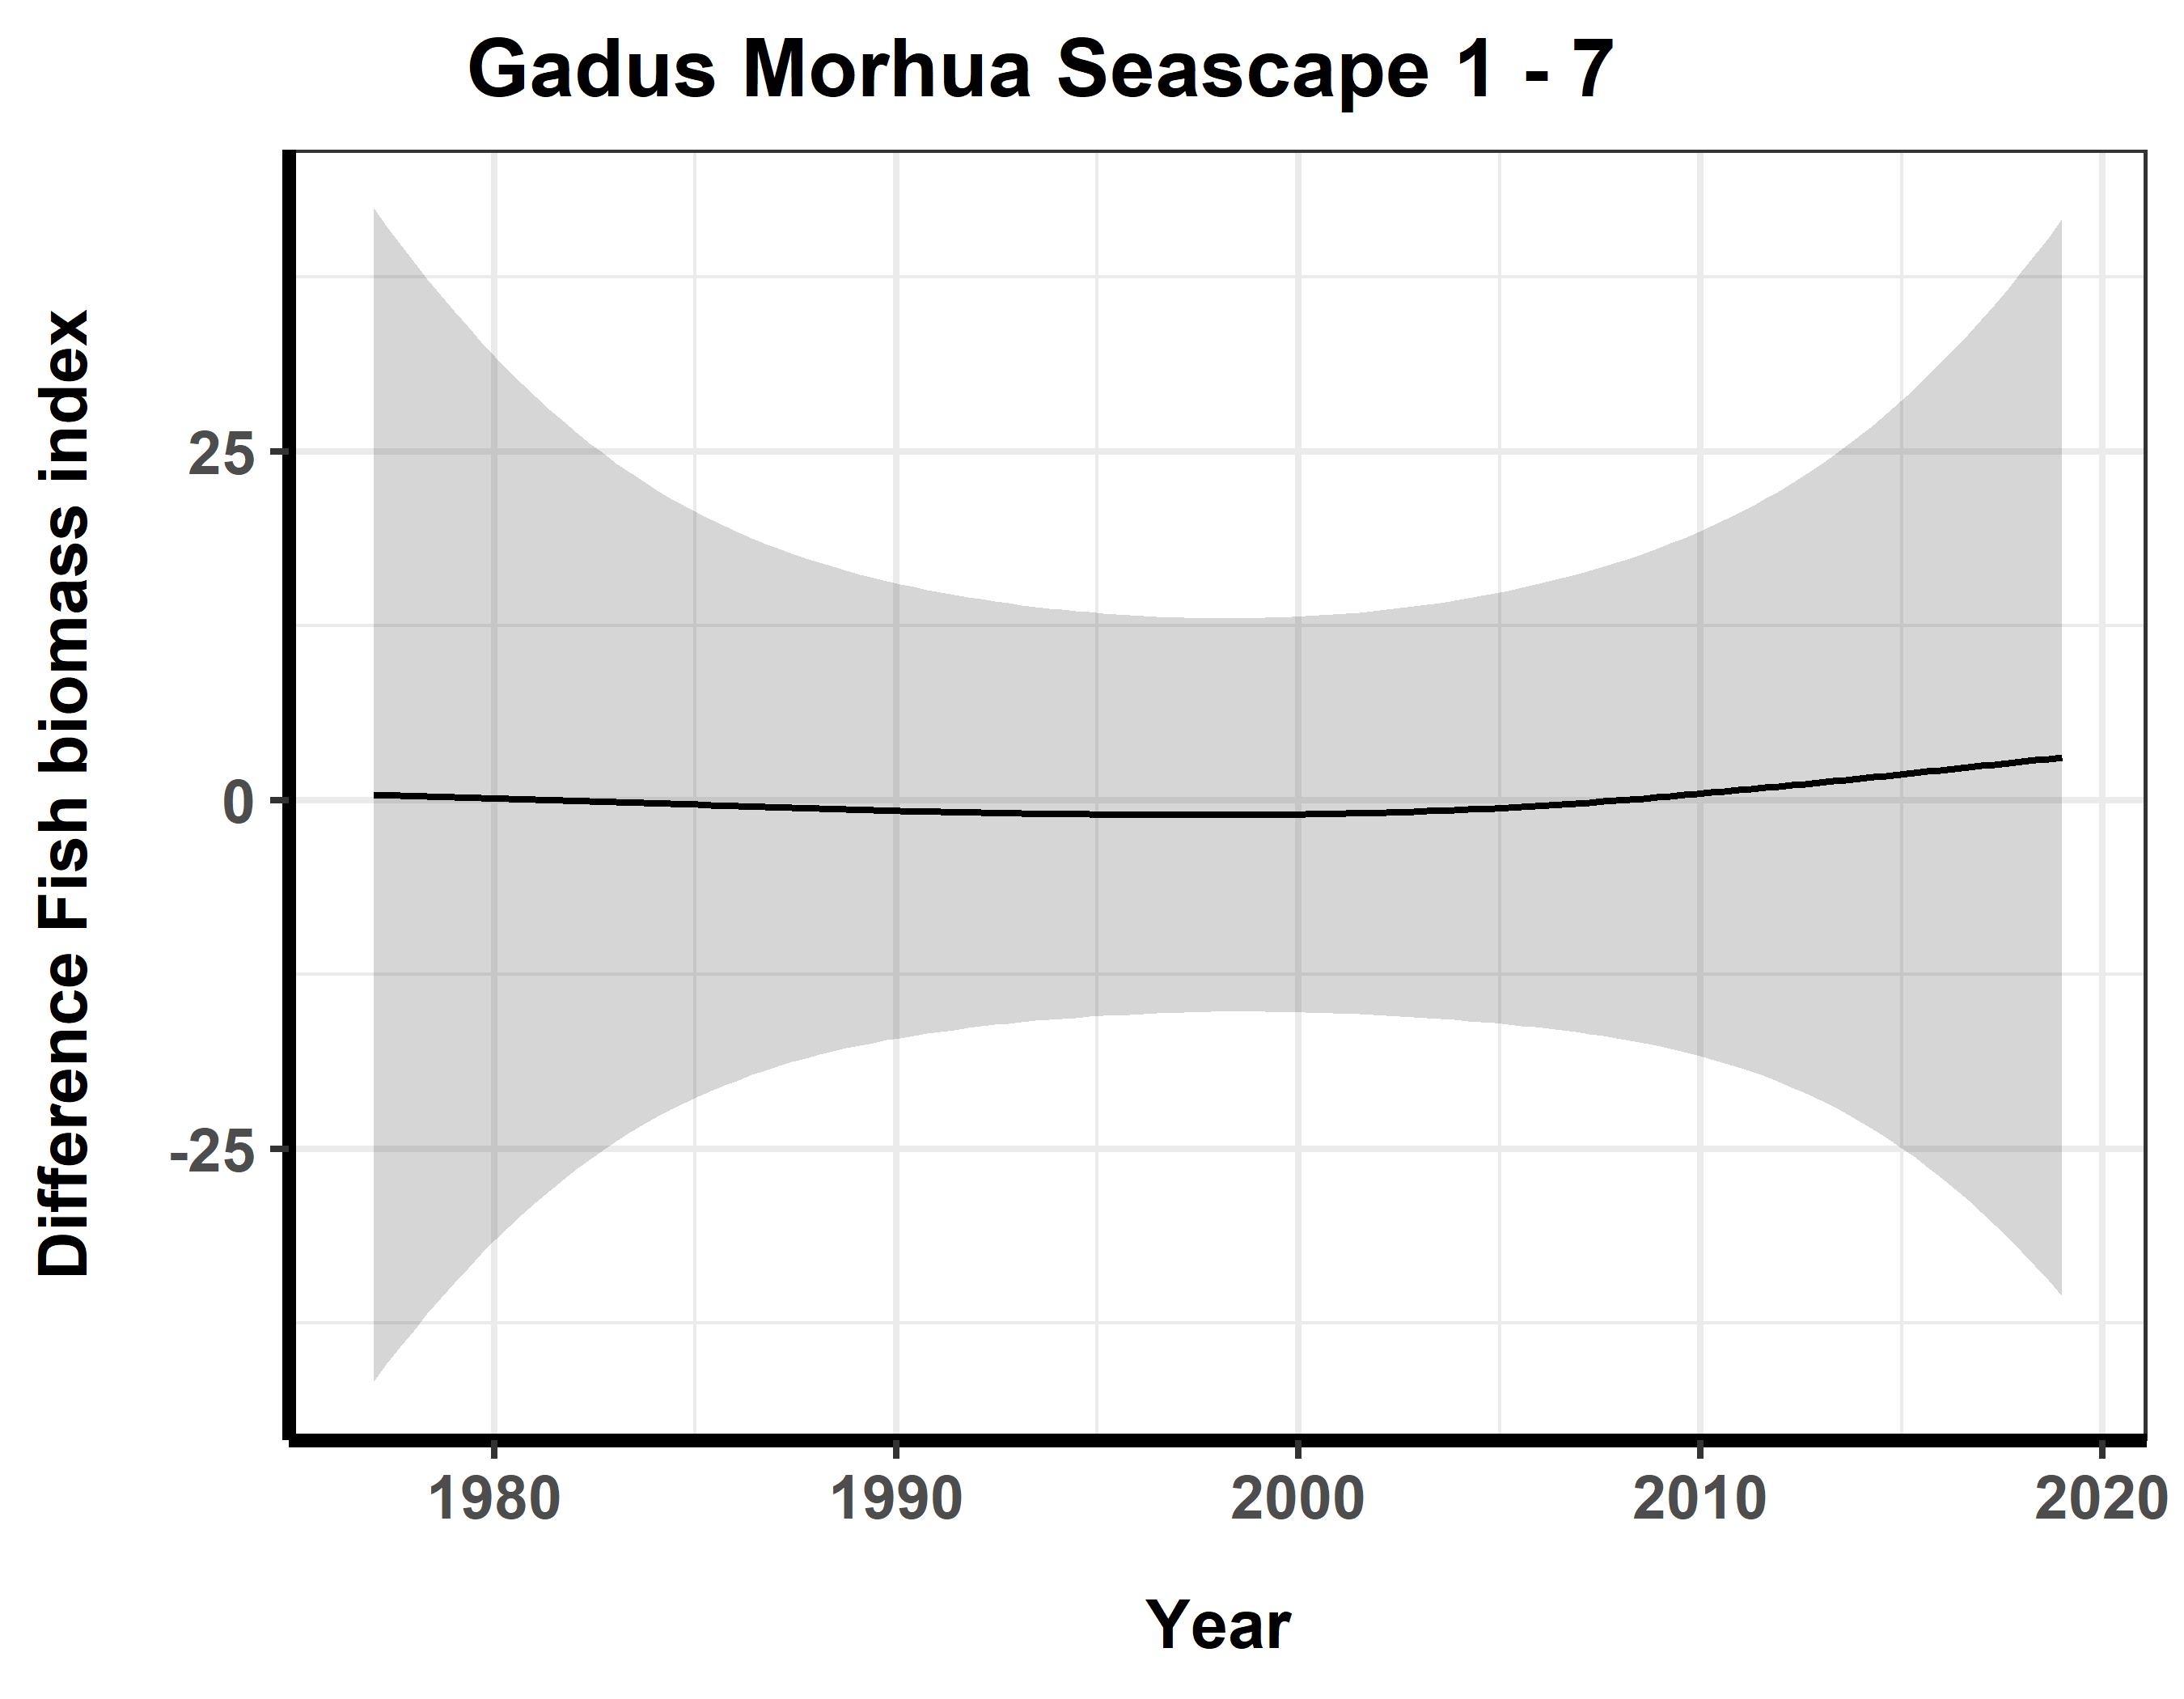 Gadus Morhua Seascape 1 - 7
Difference Fish biomass index
25
0
-25
1980 1990 2000 2010 2020
Year